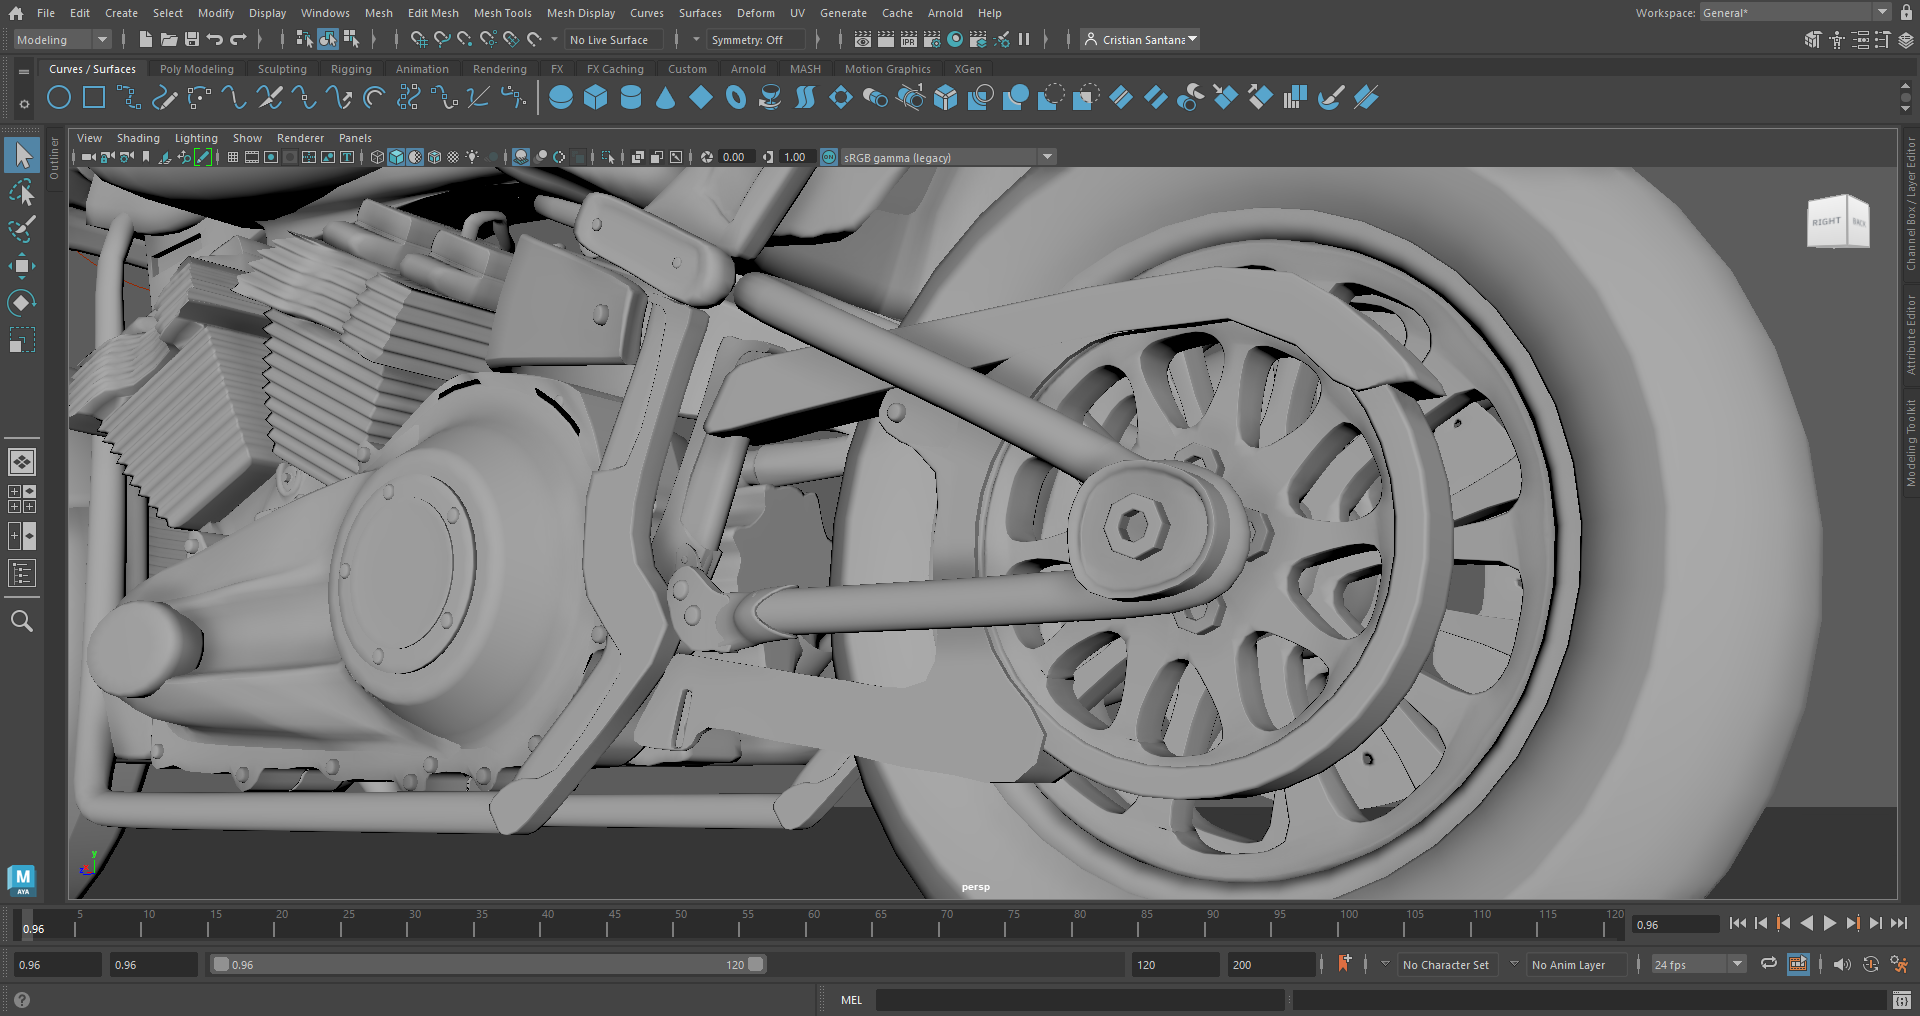 File Edit Create Select Modify Display Windows Mesh Edit Mesh Mesh Tools Mesh Display Curves Surfaces Deform UV Generate Cache Arnold Help Workspace: General*
Modeling No Live Surface Symmetry: Off IPR Cristian Santana
Curves / Surfaces Poly Modeling Sculpting Rigging Animation Rendering FX FX Caching Custom Arnold MASH Motion Graphics XGen
View Shading Lighting Show Renderer Panels
0.00 1.00 ON sRGB gamma (legacy)
Outliner
Channel Box / Layer Editor
Attribute Editor
Modeling Toolkit
RIGHT BACK
y
z
persp
M
AYA
5 10 15 20 25 30 35 40 45 50 55 60 65 70 75 80 85 90 95 100 105 110 115 120
0.96 0.96
0.96 0.96 0.96 120 120 200 No Character Set No Anim Layer 24 fps
MEL